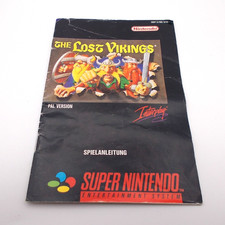 Nintendo
THE LOST VIKINGS
PAL VERSION
Interplay
SPIELANLEITUNG
SUPER NINTENDO
ENTERTAINMENT SYSTEM